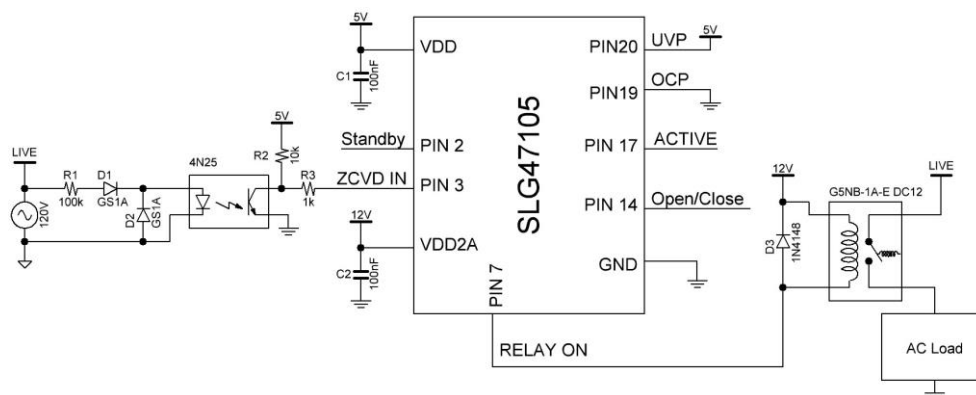 5V
VDD
C1
100nF
PIN20
UVP
5V
PIN19
OCP
Standby
PIN 2
PIN 17
ACTIVE
LIVE
R1
100k
D1
GS1A
D2
GS1A
120V
4N25
5V
R2
10k
R3
1k
ZCVD IN
PIN 3
SLG47105
12V
VDD2A
C2
100nF
PIN 14
Open/Close
GND
PIN 7
RELAY ON
12V
D3
1N4148
G5NB-1A-E DC12
LIVE
AC Load